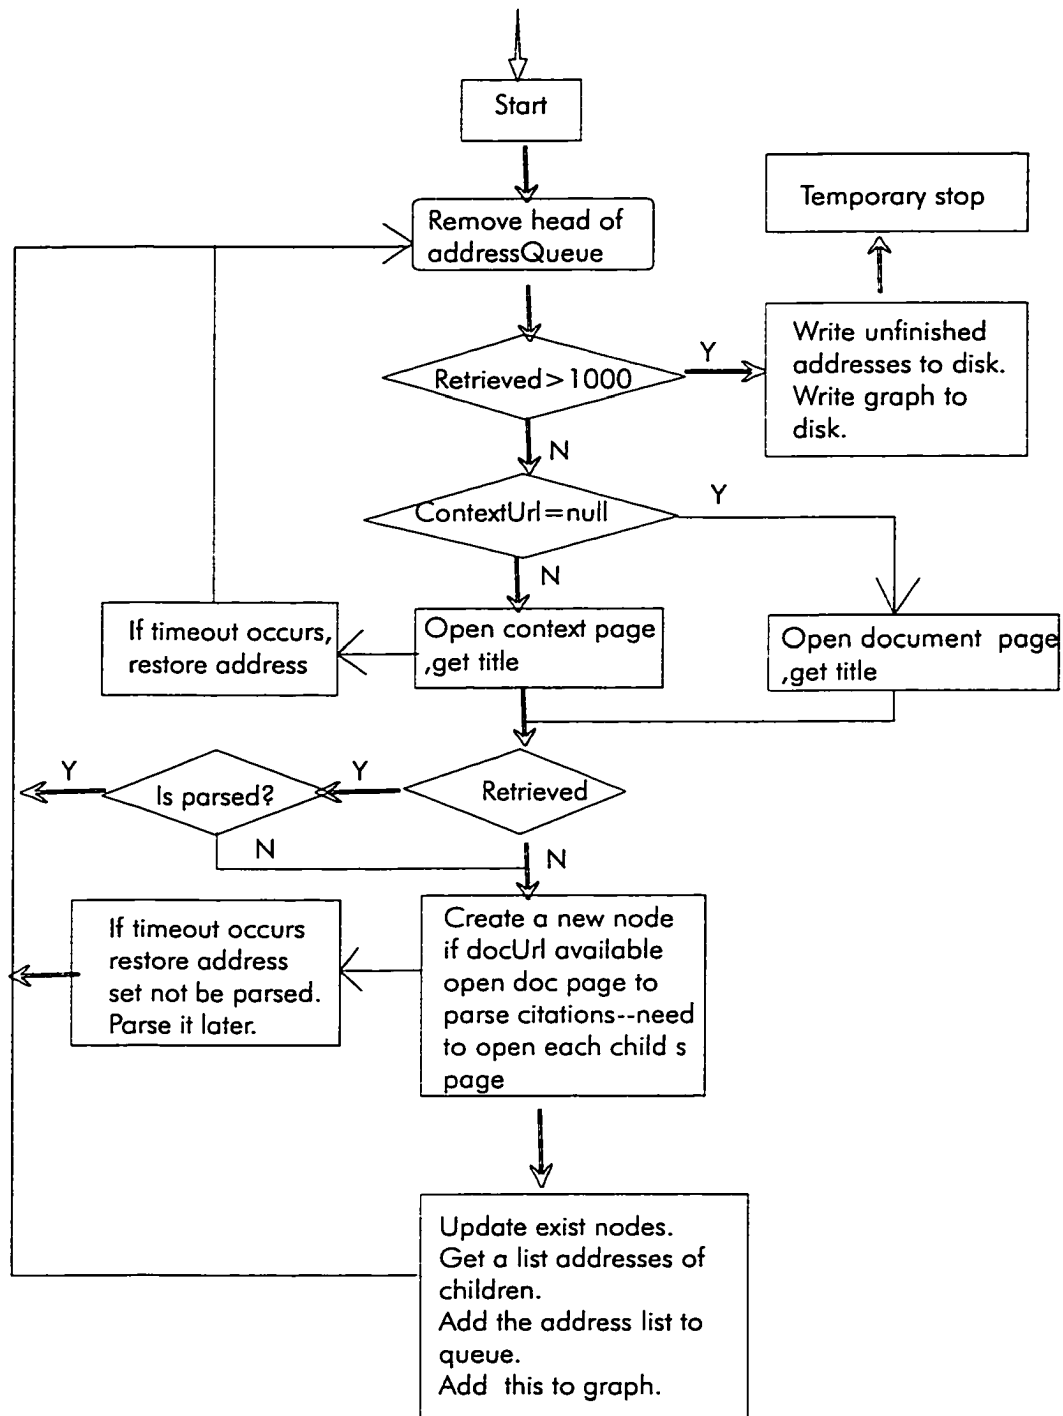 Start
Remove head of
addressQueue
Temporary stop
Retrieved>1000
Y
Write unfinished
addresses to disk.
Write graph to
disk.
N
ContextUrl=null
Y
N
If timeout occurs,
restore address
Open context page
,get title
Open document page
,get title
Y
Is parsed?
Y
Retrieved
N
N
If timeout occurs
restore address
set not be parsed.
Parse it later.
Create a new node
if docUrl available
open doc page to
parse citations--need
to open each child s
page
Update exist nodes.
Get a list addresses of
children.
Add the address list to
queue.
Add this to graph.